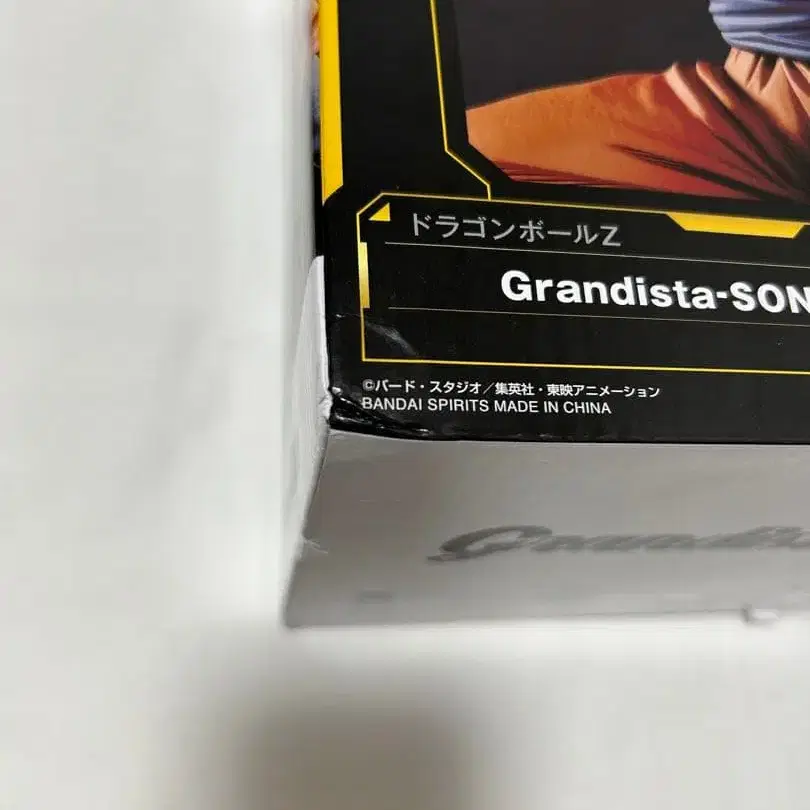 ドラゴンボールZ
Grandista-SON
©バード・スタジオ／集英社・東映アニメーション
BANDAI SPIRITS MADE IN CHINA